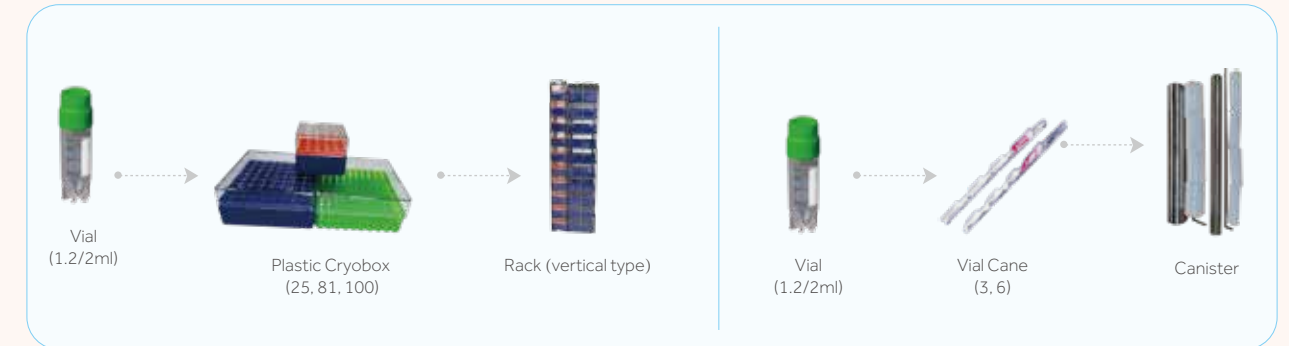 Vial
(1.2/2ml)
Plastic Cryobox
(25, 81, 100)
Rack (vertical type)
Vial
(1.2/2ml)
Vial Cane
(3, 6)
Canister